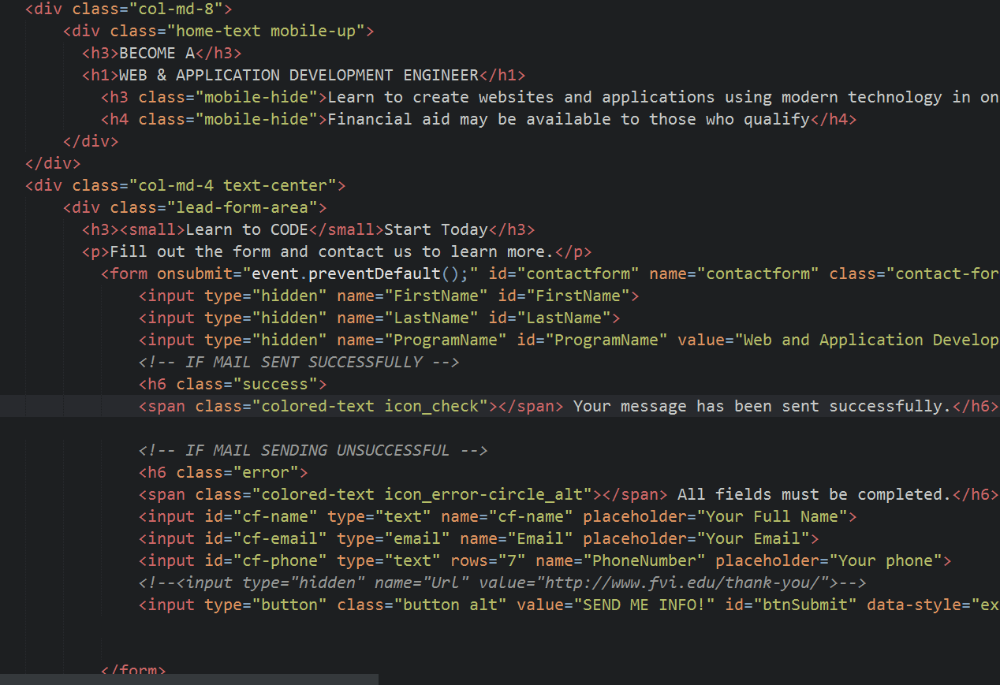 <div class="col-md-8">
<div class="home-text mobile-up">
<h3>BECOME A</h3>
<h1>WEB & APPLICATION DEVELOPMENT ENGINEER</h1>
<h3 class="mobile-hide">Learn to create websites and applications using modern technology in on
<h4 class="mobile-hide">Financial aid may be available to those who qualify</h4>
</div>
</div>
<div class="col-md-4 text-center">
<div class="lead-form-area">
<h3><small>Learn to CODE</small>Start Today</h3>
<p>Fill out the form and contact us to learn more.</p>
<form onsubmit="event.preventDefault();" id="contactform" name="contactform" class="contact-for
<input type="hidden" name="FirstName" id="FirstName">
<input type="hidden" name="LastName" id="LastName">
<input type="hidden" name="ProgramName" id="ProgramName" value="Web and Application Develop
<!-- IF MAIL SENT SUCCESSFULLY -->
<h6 class="success">
<span class="colored-text icon_check"></span> Your message has been sent successfully.</h6>
<!-- IF MAIL SENDING UNSUCCESSFUL -->
<h6 class="error">
<span class="colored-text icon_error-circle_alt"></span> All fields must be completed.</h6>
<input id="cf-name" type="text" name="cf-name" placeholder="Your Full Name">
<input id="cf-email" type="email" name="Email" placeholder="Your Email">
<input id="cf-phone" type="text" rows="7" name="PhoneNumber" placeholder="Your phone">
<!--<input type="hidden" name="Url" value="http://www.fvi.edu/thank-you/">-->
<input type="button" class="button alt" value="SEND ME INFO!" id="btnSubmit" data-style="ex
</form>